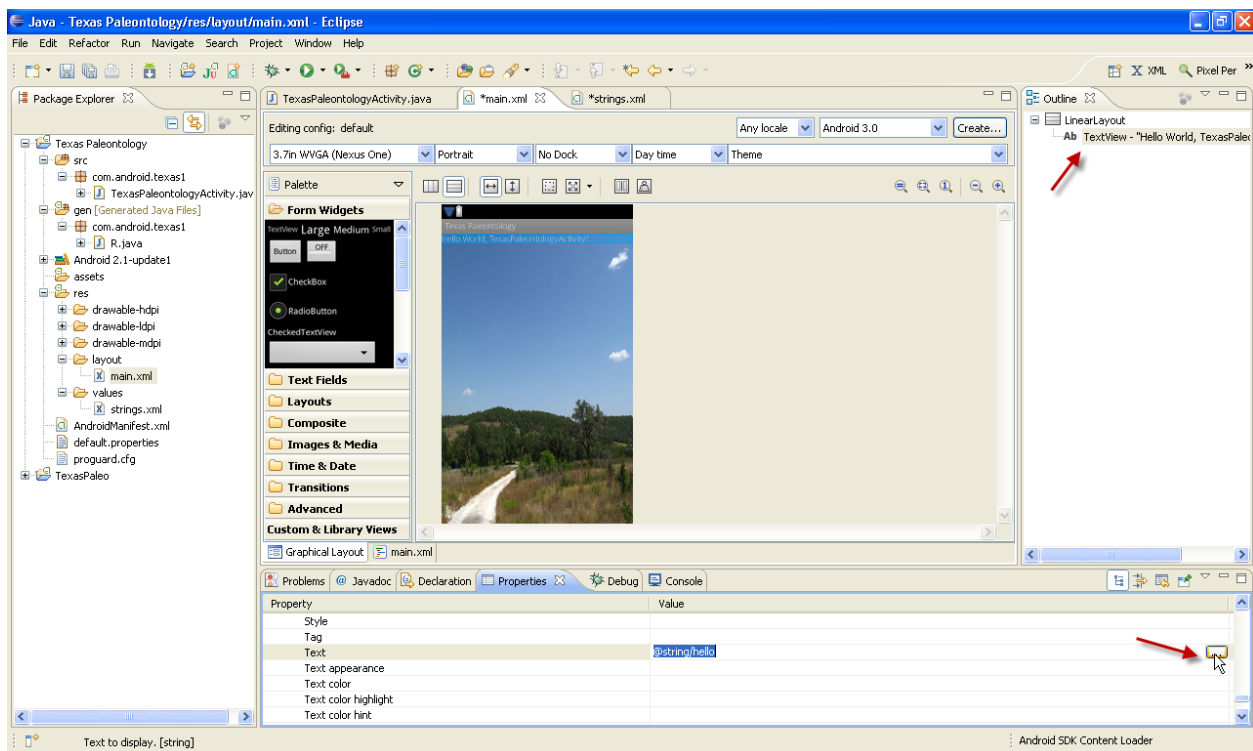 Java - Texas Paleontology/res/layout/main.xml - Eclipse
File Edit Refactor Run Navigate Search Project Window Help
XML Pixel Per »
Package Explorer
Texas Paleontology
src
com.android.texas1
TexasPaleontologyActivity.jav
gen [Generated Java Files]
com.android.texas1
R.java
Android 2.1-update1
assets
res
drawable-hdpi
drawable-ldpi
drawable-mdpi
layout
main.xml
values
strings.xml
AndroidManifest.xml
default.properties
proguard.cfg
TexasPaleo
TexasPaleontologyActivity.java *main.xml *strings.xml
Editing config: default Any locale Android 3.0 Create...
3.7in WVGA (Nexus One) Portrait No Dock Day time Theme
Palette
Form Widgets
TextView Large Medium Small
Button OFF
CheckBox
RadioButton
CheckedTextView
Text Fields
Layouts
Composite
Images & Media
Time & Date
Transitions
Advanced
Custom & Library Views
Texas Paleontology
Hello World, TexasPaleontologyActivity!
Graphical Layout main.xml
Outline
LinearLayout
Ab TextView - "Hello World, TexasPaleo
Problems @ Javadoc Declaration Properties Debug Console
Property Value
Style
Tag
Text @string/hello ...
Text appearance
Text color
Text color highlight
Text color hint
Text to display. [string] Android SDK Content Loader